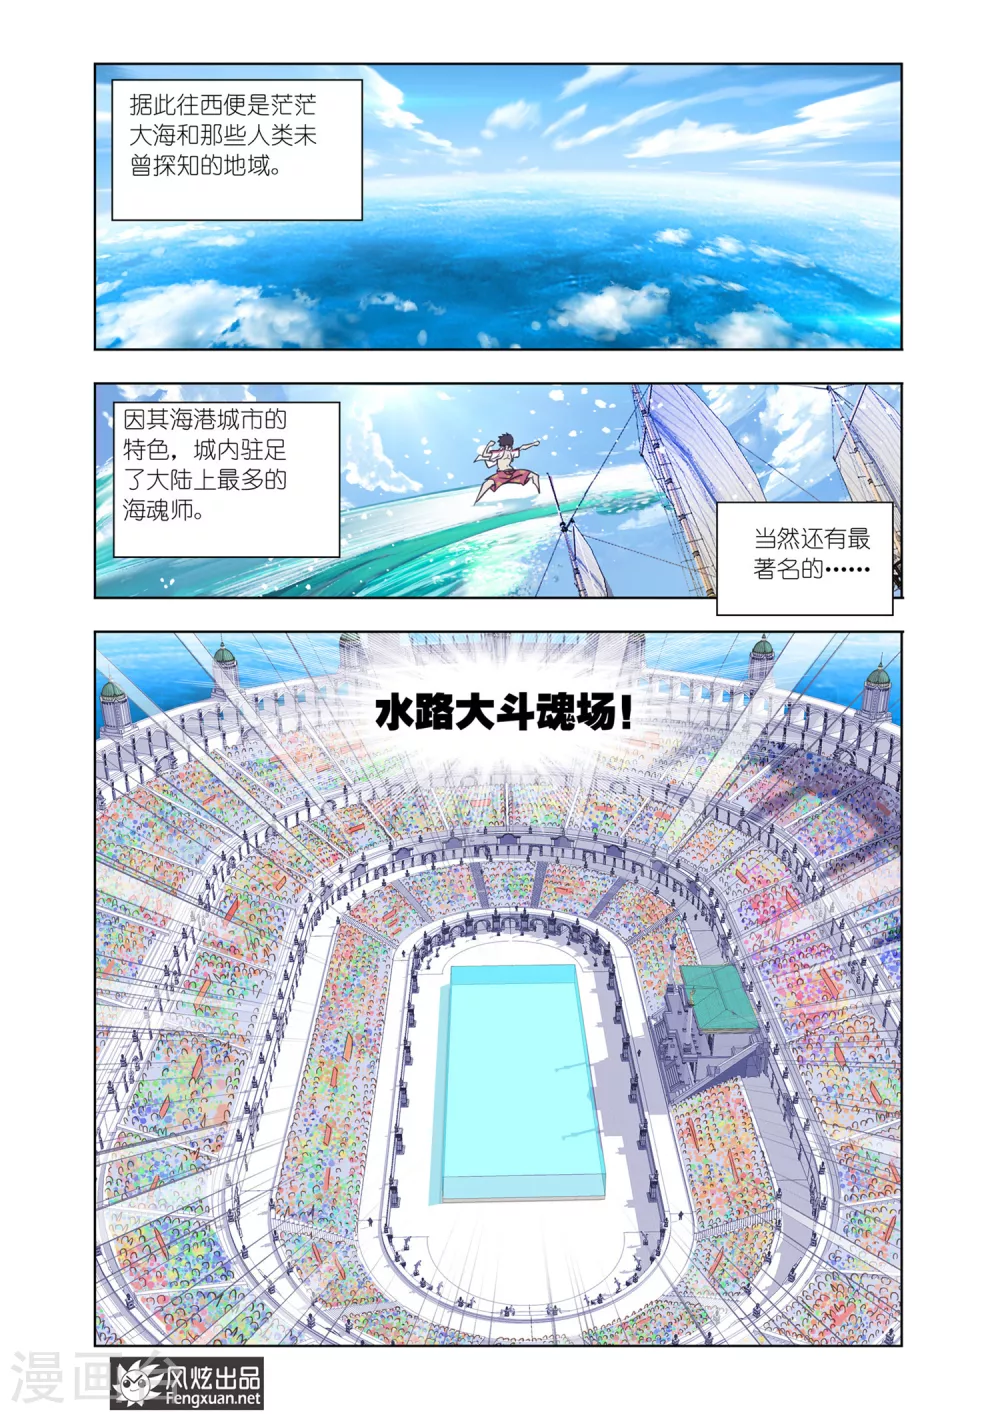 据此往西便是茫茫
大海和那些人类未
曾探知的地域。
因其海港城市的
特色，城内驻足
了大陆上最多的
海魂师。
当然还有最
著名的……
水路大斗魂场！
漫画台
风炫出品
Fengxuan.net